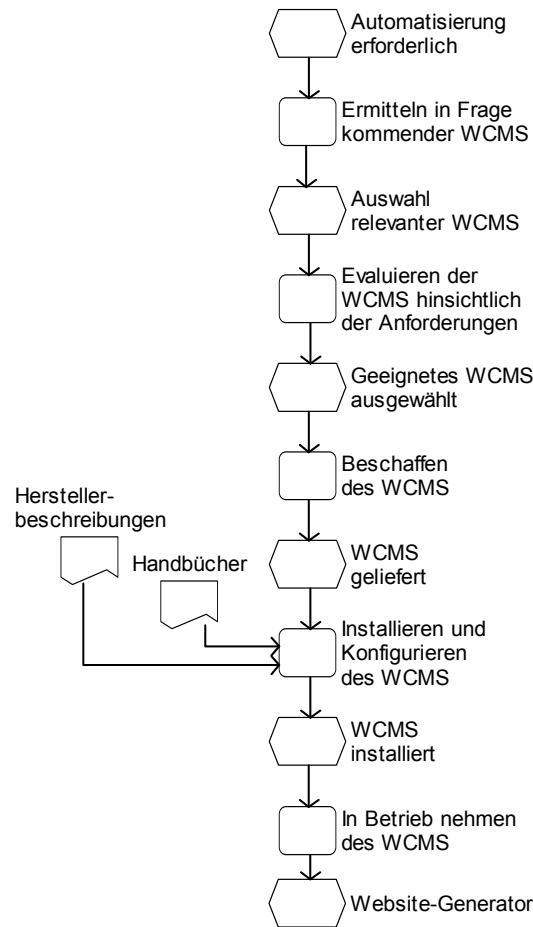 Automatisierung
erforderlich
Ermitteln in Frage
kommender WCMS
Auswahl
relevanter WCMS
Evaluieren der
WCMS hinsichtlich
der Anforderungen
Geeignetes WCMS
ausgewählt
Beschaffen
des WCMS
Hersteller-
beschreibungen
Handbücher
WCMS
geliefert
Installieren und
Konfigurieren
des WCMS
WCMS
installiert
In Betrieb nehmen
des WCMS
Website-Generator